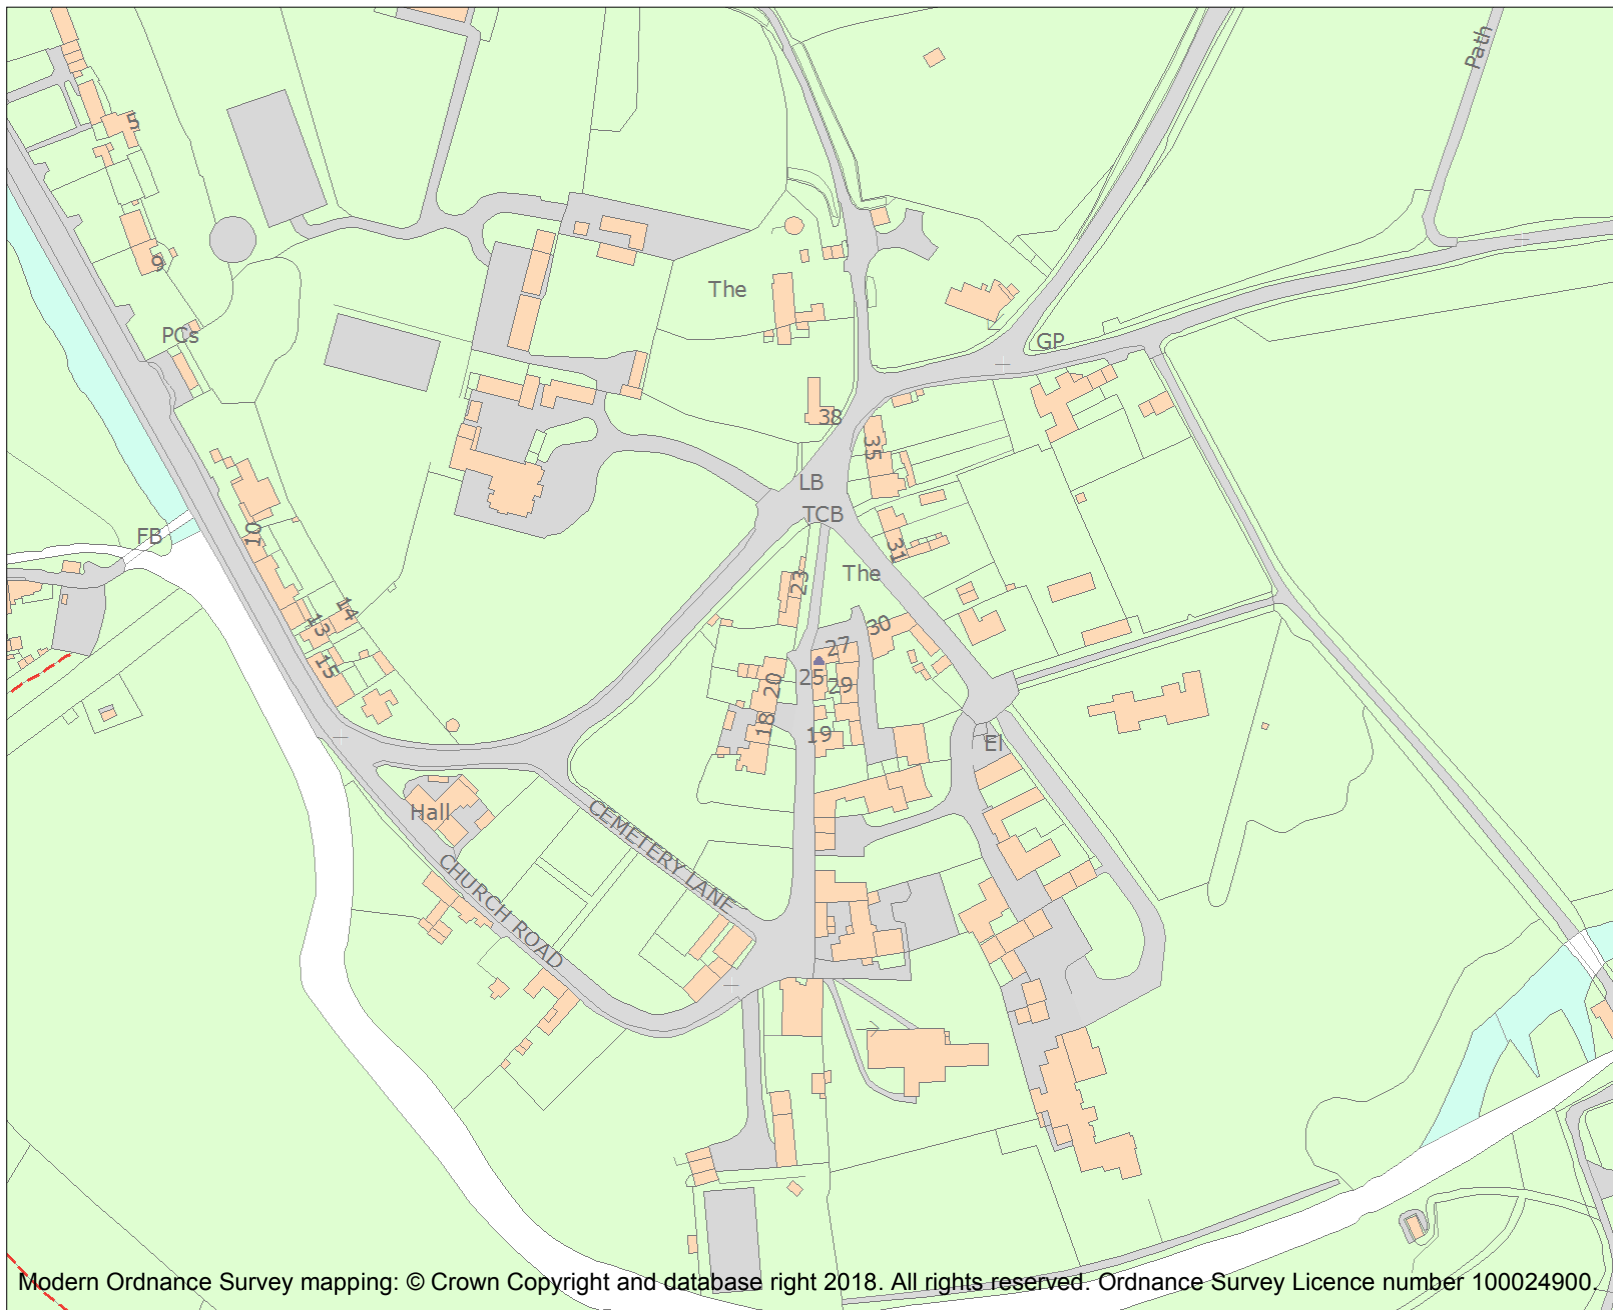 Path
5
9
The
PCs
GP
38
35
LB
TCB
10
FB
31
The
23
14
13
30
27
15
25
20
29
18
19
El
Hall
CEMETERY LANE
CHURCH ROAD
Modern Ordnance Survey mapping: © Crown Copyright and database right 2018. All rights reserved. Ordnance Survey Licence number 100024900.